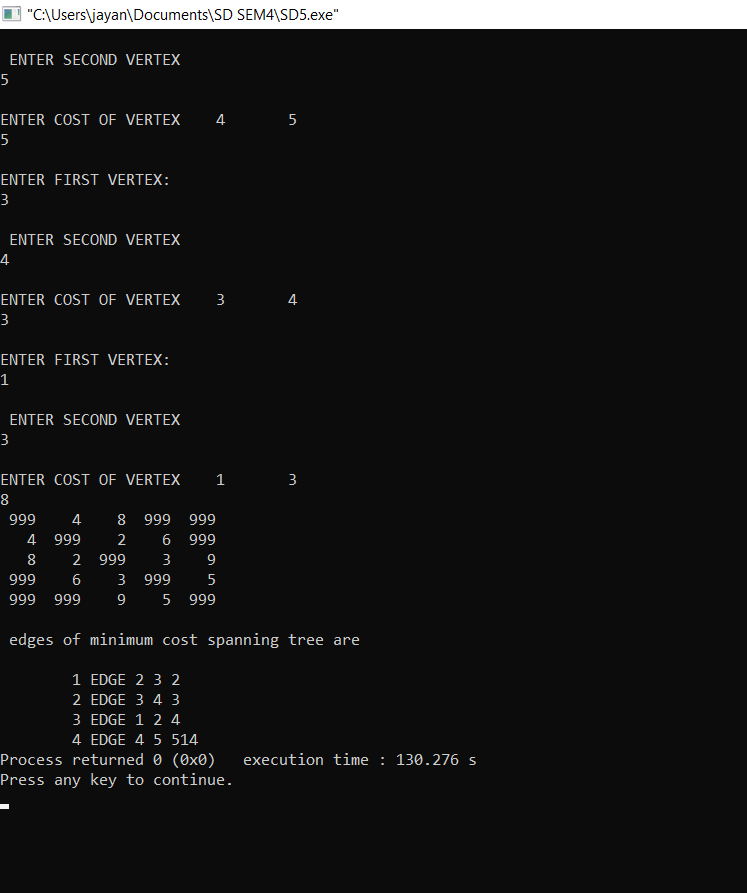 "C:\Users\jayan\Documents\SD SEM4\SD5.exe"
ENTER SECOND VERTEX
5
ENTER COST OF VERTEX    4       5
5
ENTER FIRST VERTEX:
3
ENTER SECOND VERTEX
4
ENTER COST OF VERTEX    3       4
3
ENTER FIRST VERTEX:
1
ENTER SECOND VERTEX
3
ENTER COST OF VERTEX    1       3
8
999    4    8  999  999
4  999    2    6  999
8    2  999    3    9
999    6    3  999    5
999  999    9    5  999
edges of minimum cost spanning tree are
1 EDGE 2 3 2
2 EDGE 3 4 3
3 EDGE 1 2 4
4 EDGE 4 5 514
Process returned 0 (0x0)   execution time : 130.276 s
Press any key to continue.